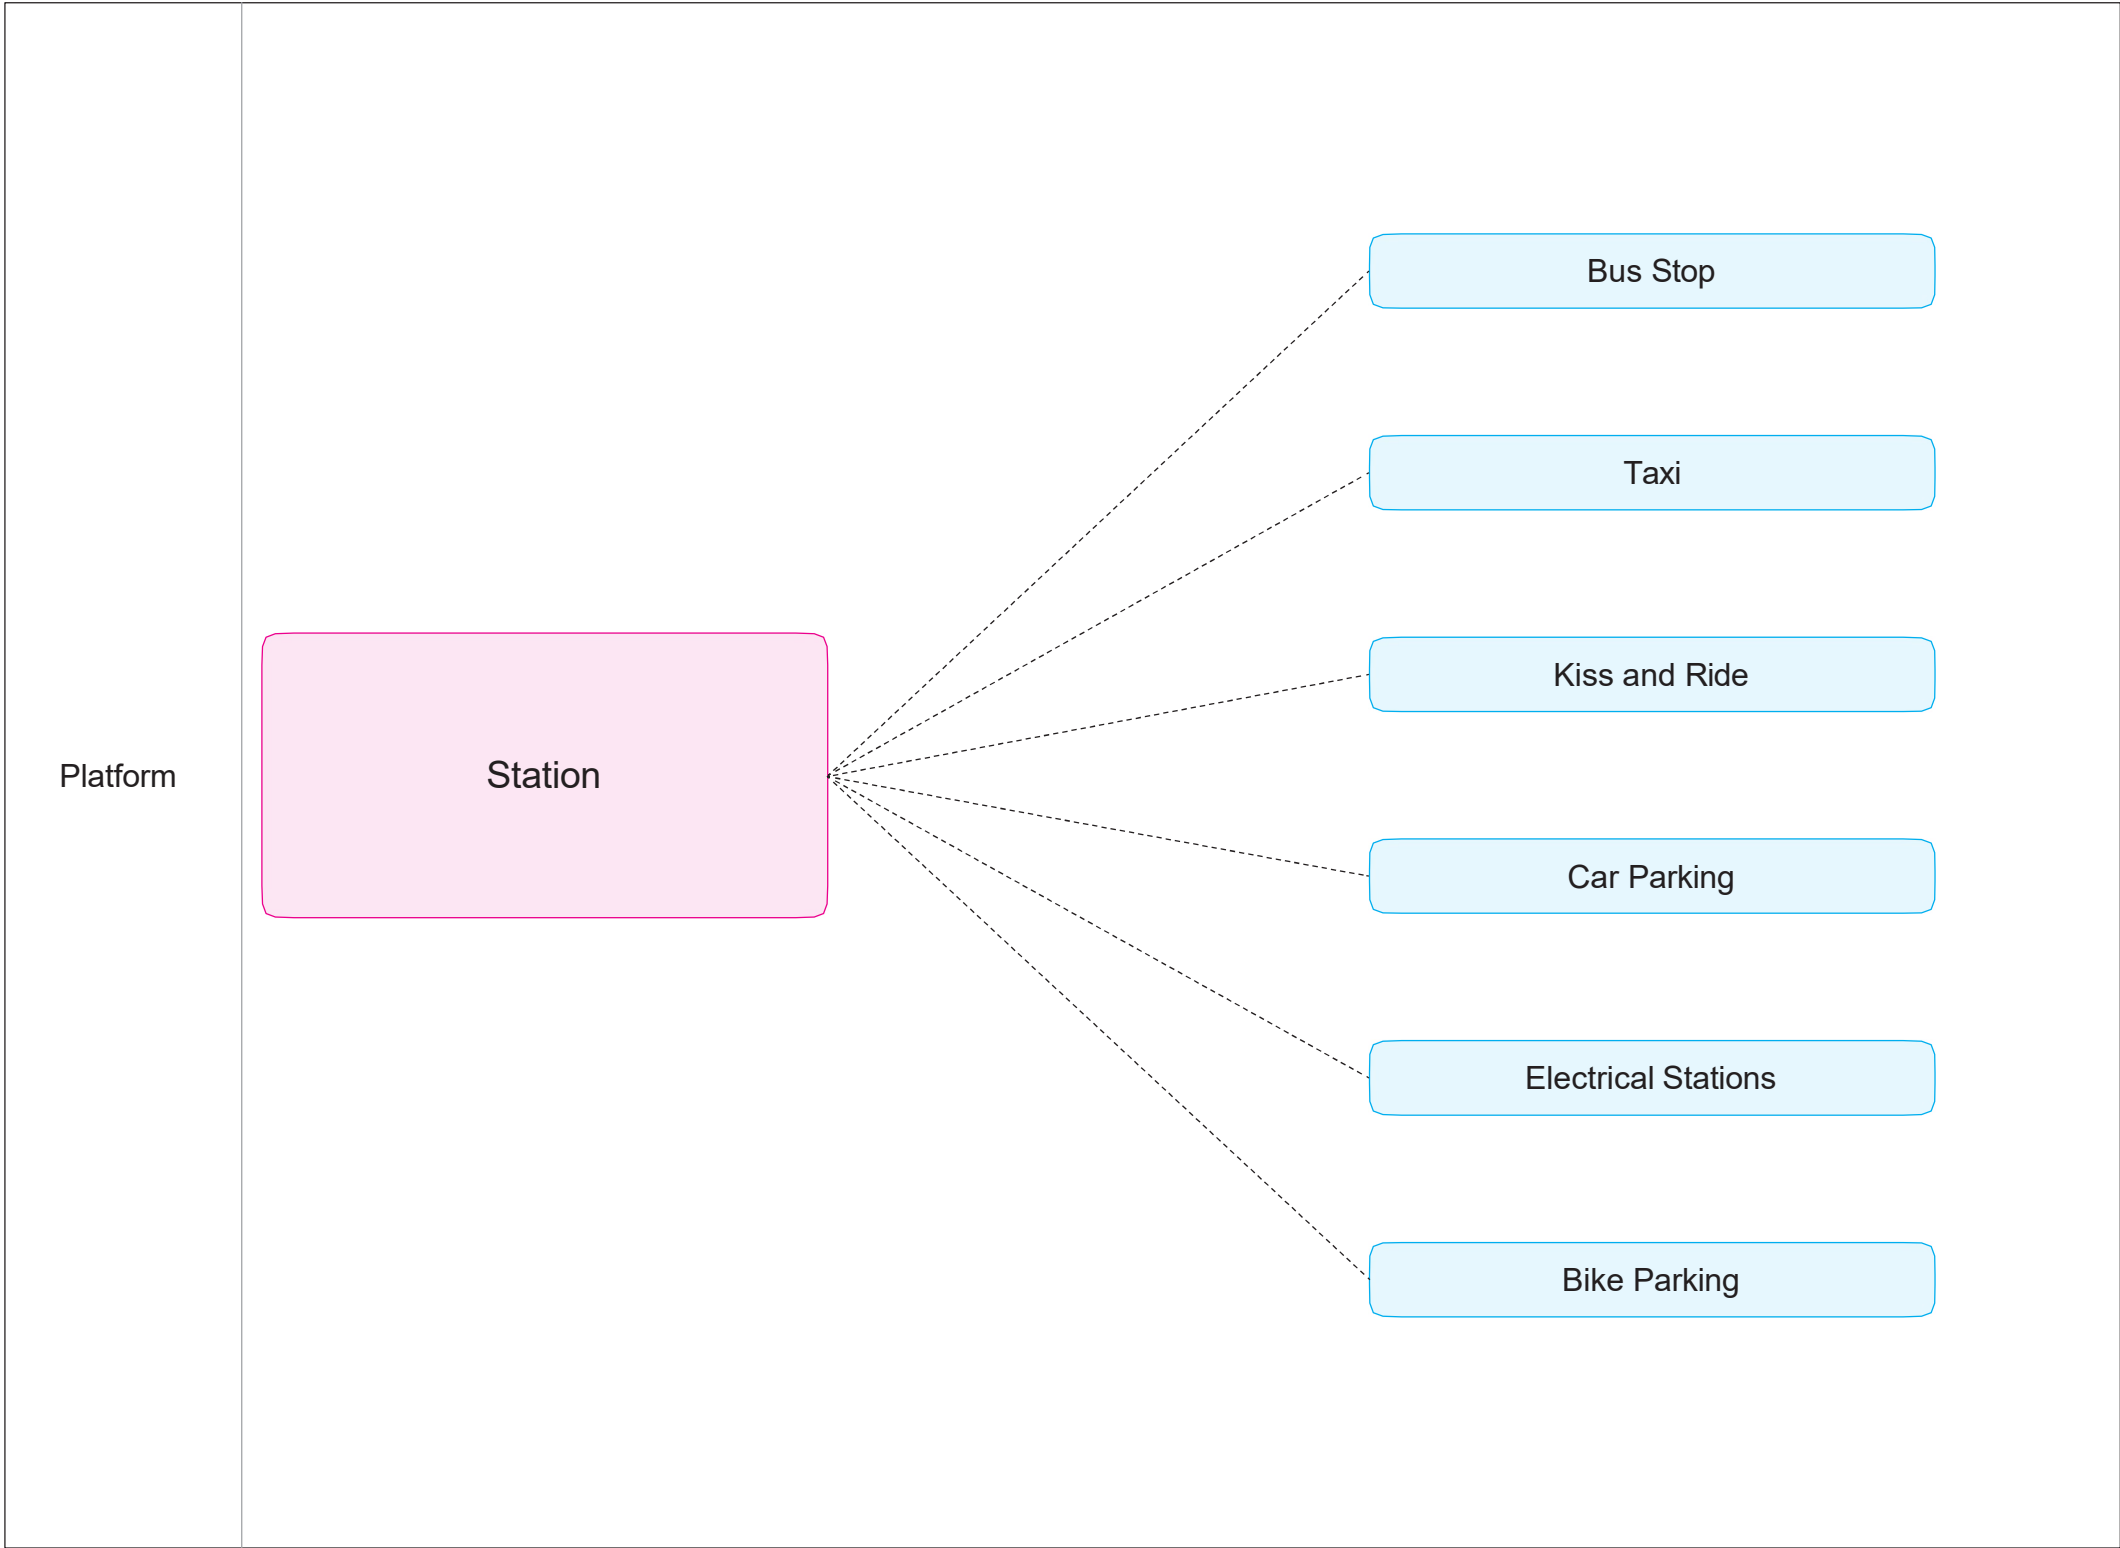 Platform
Station
Bus Stop
Taxi
Kiss and Ride
Car Parking
Electrical Stations
Bike Parking